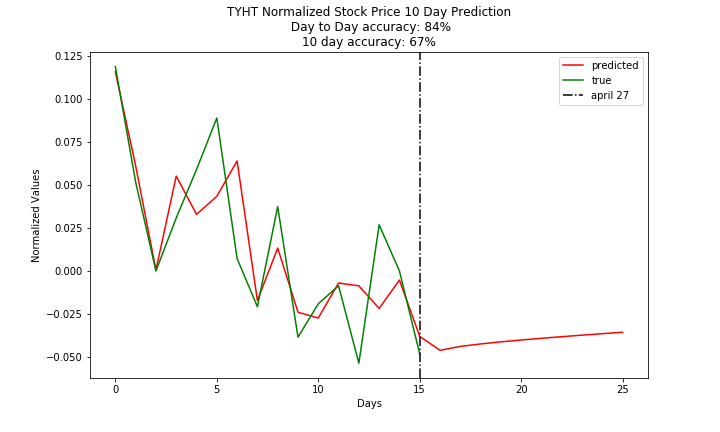 TYHT Normalized Stock Price 10 Day Prediction
Day to Day accuracy: 84%
10 day accuracy: 67%
predicted
true
april 27
0.125
0.100
0.075
0.050
0.025
0.000
−0.025
−0.050
Normalized Values
0 5 10 15 20 25
Days